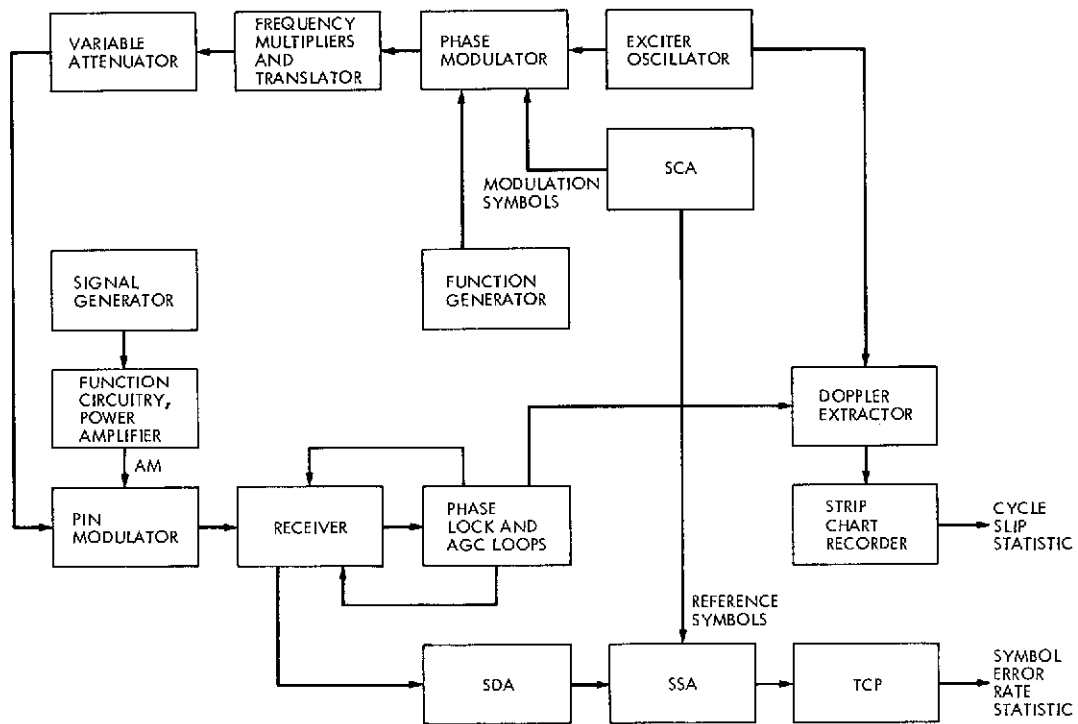 VARIABLE
ATTENUATOR
FREQUENCY
MULTIPLIERS
AND
TRANSLATOR
PHASE
MODULATOR
EXCITER
OSCILLATOR
MODULATION
SYMBOLS
SCA
SIGNAL
GENERATOR
FUNCTION
GENERATOR
FUNCTION
CIRCUITRY,
POWER
AMPLIFIER
AM
DOPPLER
EXTRACTOR
PIN
MODULATOR
RECEIVER
PHASE
LOCK AND
AGC LOOPS
STRIP
CHART
RECORDER
CYCLE
SLIP
STATISTIC
REFERENCE
SYMBOLS
SDA
SSA
TCP
SYMBOL
ERROR
RATE
STATISTIC